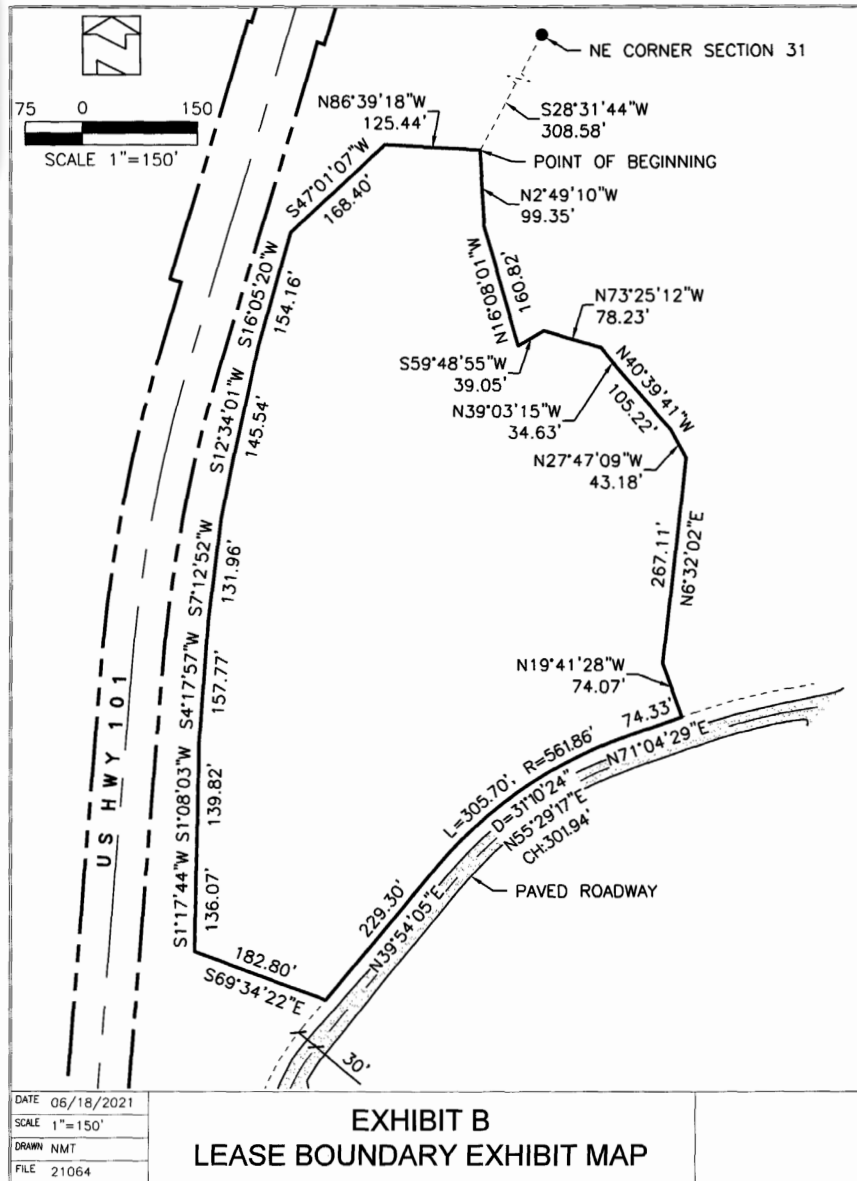 NE CORNER SECTION 31
75 0 150
SCALE 1"=150'
N86°39'18"W
125.44'
S28°31'44"W
308.58'
POINT OF BEGINNING
S47°01'07"W
168.40'
N2°49'10"W
99.35'
N16°08'01"W
160.82'
S16°05'20"W
154.16'
N73°25'12"W
78.23'
S59°48'55"W
39.05'
N40°39'41"W
105.22'
N39°03'15"W
34.63'
S12°34'01"W
145.54'
N27°47'09"W
43.18'
S7°12'52"W
131.96'
267.11'
N6°32'02"E
S4°17'57"W
157.77'
N19°41'28"W
74.07'
US HWY 101
S1°08'03"W
139.82'
74.33'
N71°04'29"E
L=305.70', R=561.86'
D=31°10'24"
N55°29'17"E
CH:301.94'
PAVED ROADWAY
S1°17'44"W
136.07'
229.30'
N39°54'05"E
182.80'
S69°34'22"E
30'
DATE 06/18/2021
SCALE 1"=150'
DRAWN NMT
FILE 21064
EXHIBIT B
LEASE BOUNDARY EXHIBIT MAP